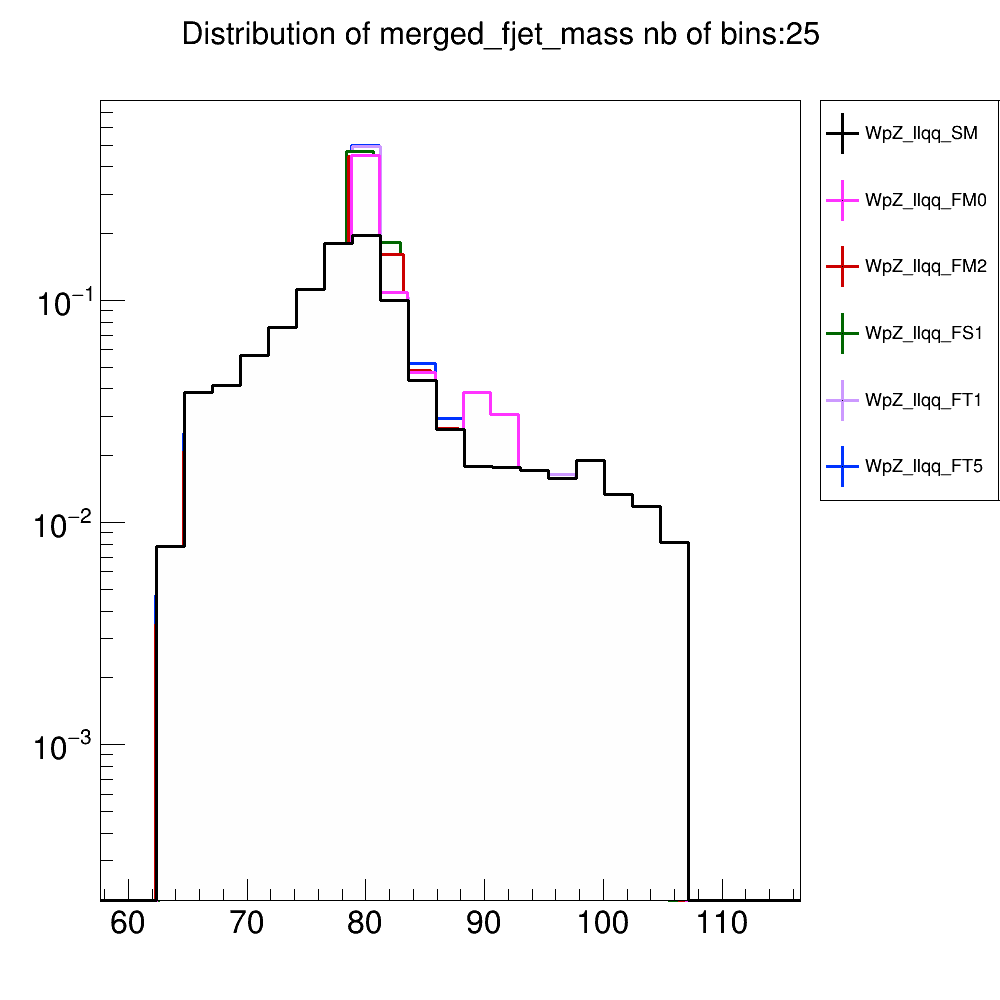 Distribution of merged_fjet_mass nb of bins:25
WpZ_llqq_SM
WpZ_llqq_FM0
WpZ_llqq_FM2
WpZ_llqq_FS1
WpZ_llqq_FT1
WpZ_llqq_FT5
10⁻¹
10⁻²
10⁻³
60 70 80 90 100 110